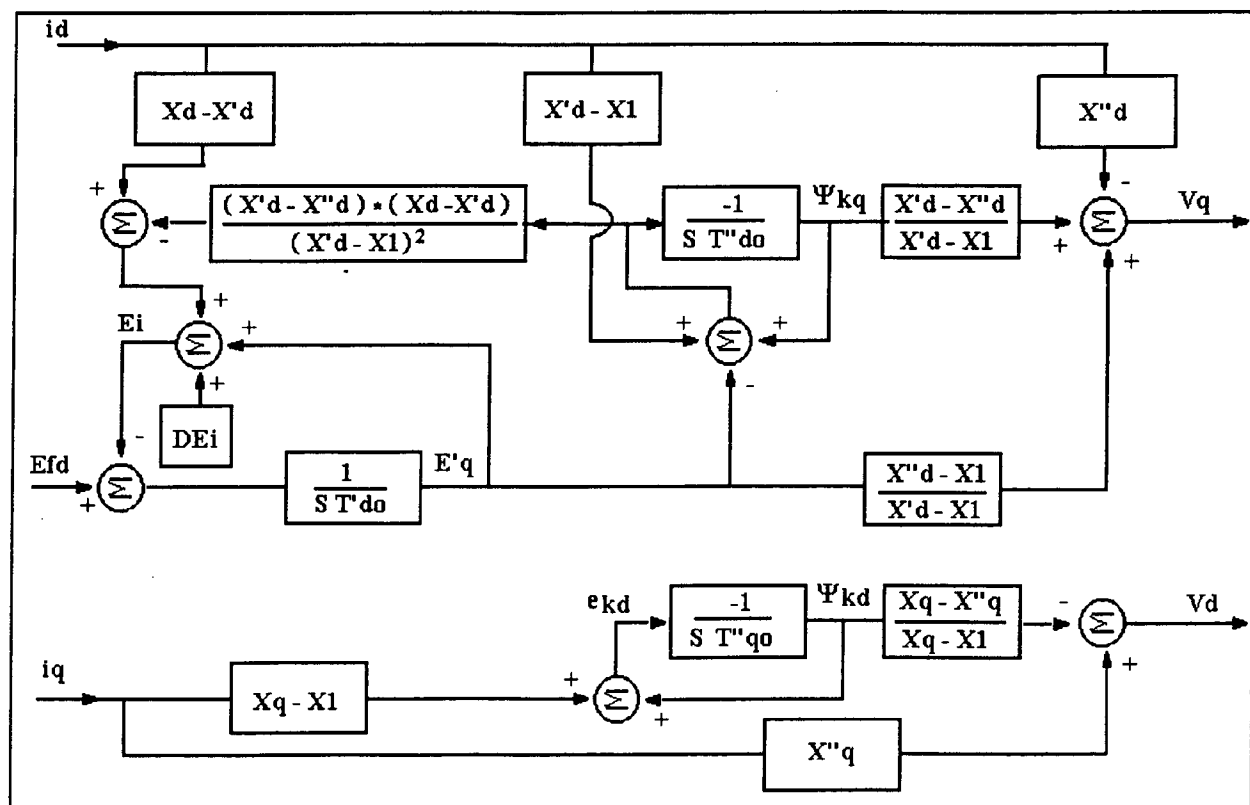 id
Xd-X'd
X'd-X1
X''d
+
-
Σ
-
(X'd-X''d)*(Xd-X'd)
(X'd-X1)²
-1
S T''do
Ψkq
X'd-X''d
X'd-X1
+
Σ
Vq
+
+
Ei
Σ
+
+
Σ
+
-
+
DEi
-
Efd
+
Σ
1
S T'do
E'q
X''d-X1
X'd-X1
ekd
-1
S T''qo
Ψkd
Xq-X''q
Xq-X1
-
Σ
Vd
+
iq
Xq-X1
+
Σ
+
X''q